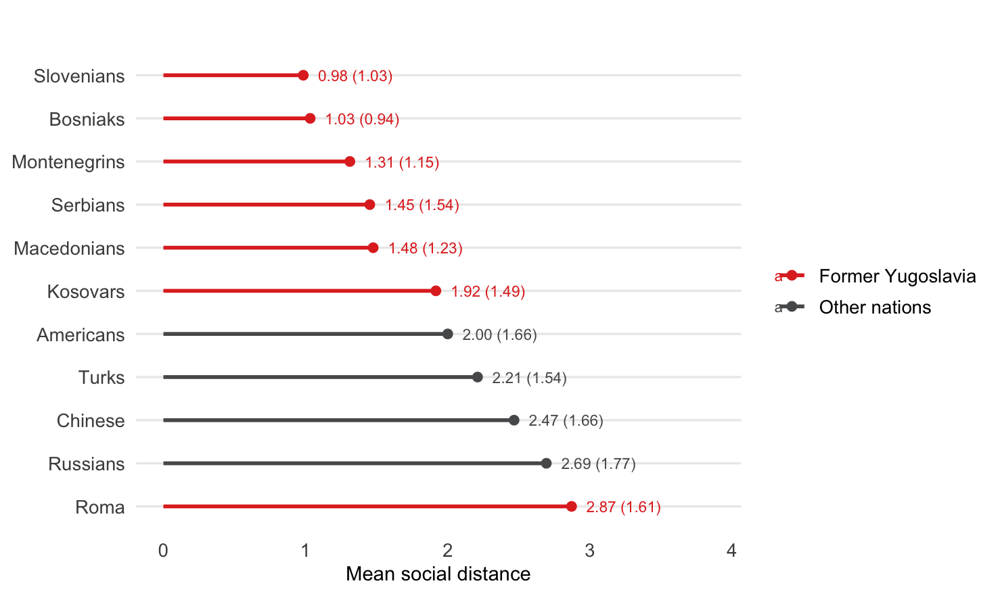 Slovenians 0.98 (1.03)
Bosniaks 1.03 (0.94)
Montenegrins 1.31 (1.15)
Serbians 1.45 (1.54)
Macedonians 1.48 (1.23)
Kosovars 1.92 (1.49)
Americans 2.00 (1.66)
Turks 2.21 (1.54)
Chinese 2.47 (1.66)
Russians 2.69 (1.77)
Roma 2.87 (1.61)
0 1 2 3 4
Mean social distance
a Former Yugoslavia
a Other nations